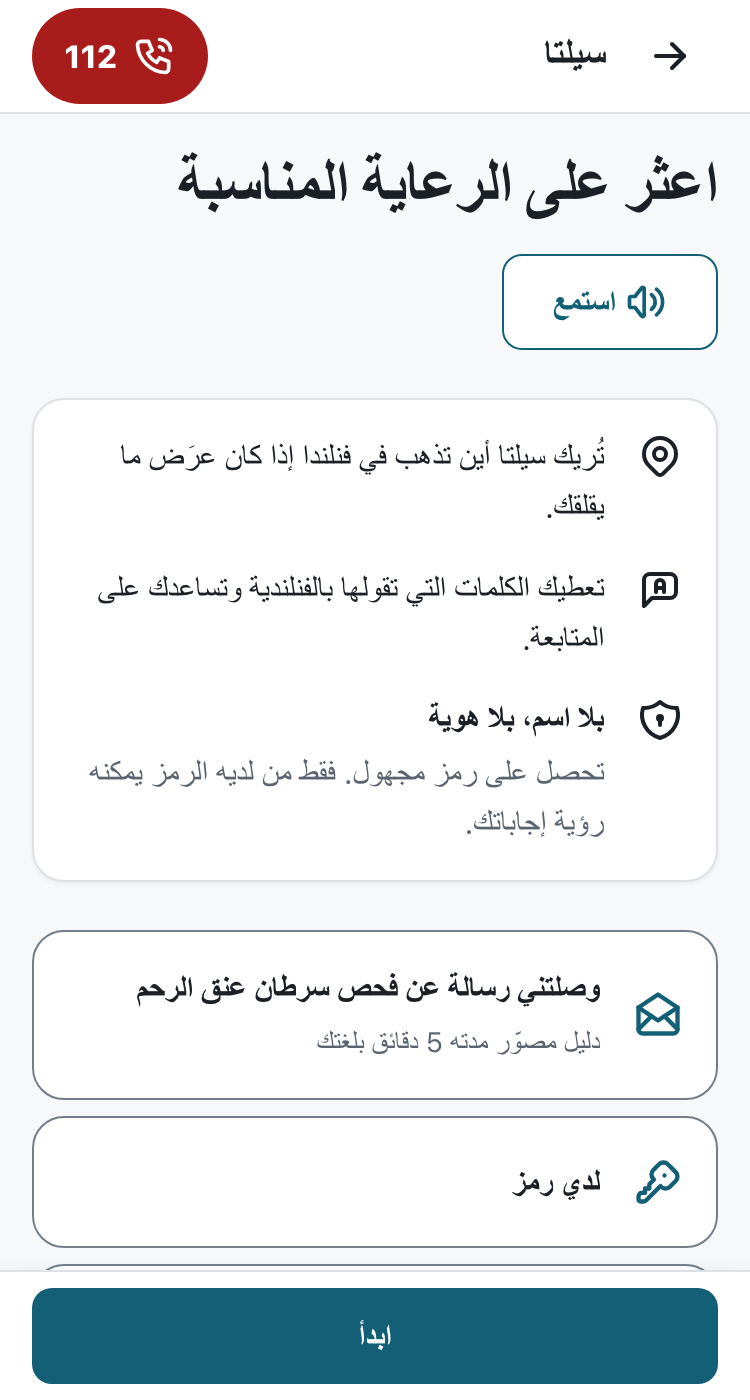 سيلتا
112
اعثر على الرعاية المناسبة
استمع
تُريك سيلتا أين تذهب في فنلندا إذا كان عرَض ما
يقلقك.
تعطيك الكلمات التي تقولها بالفنلندية وتساعدك على
المتابعة.
بلا اسم، بلا هوية
تحصل على رمز مجهول. فقط من لديه الرمز يمكنه
رؤية إجاباتك.
وصلتني رسالة عن فحص سرطان عنق الرحم
دليل مصوّر مدته 5 دقائق بلغتك
لدي رمز
ابدأ